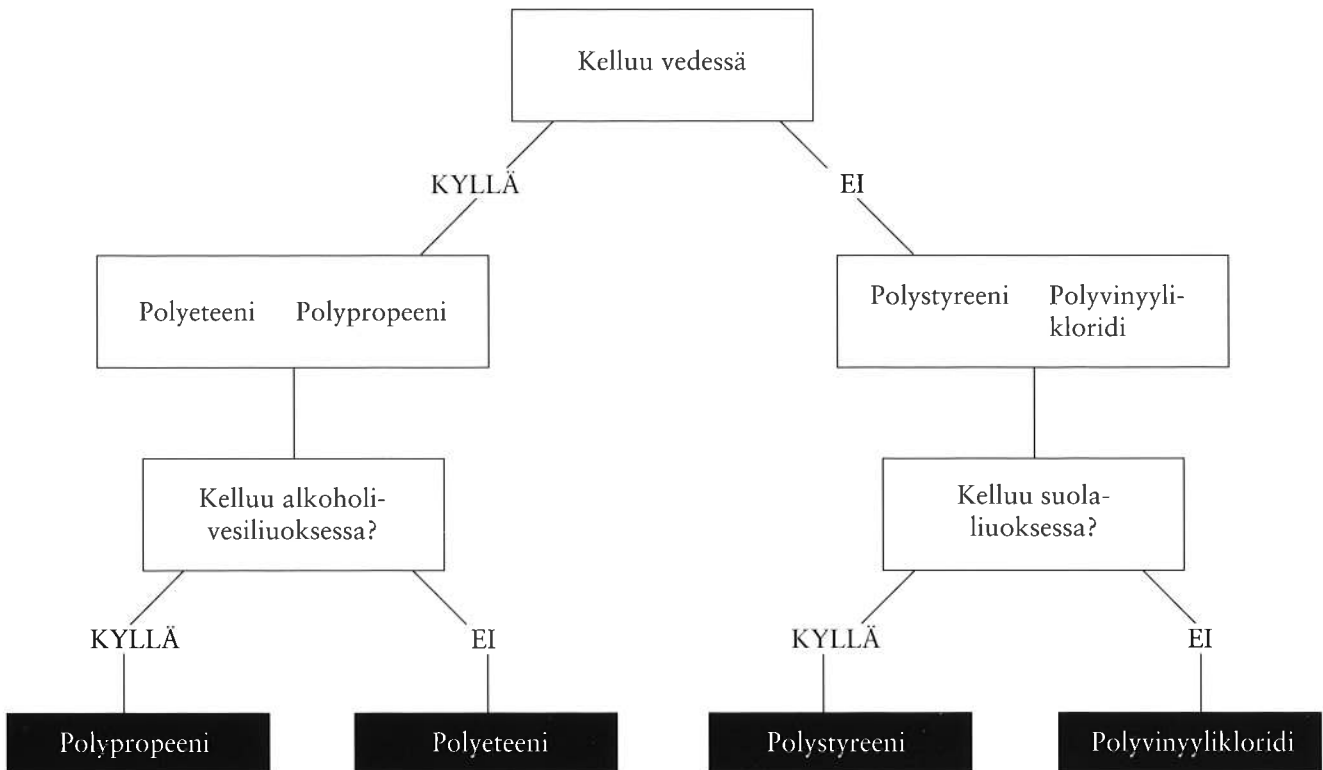 Kelluu vedessä
KYLLÄ
EI
Polyeteeni Polypropeeni
Polystyreeni Polyvinyyli-
kloridi
Kelluu alkoholi-
vesiliuoksessa?
Kelluu suola-
liuoksessa?
KYLLÄ
EI
KYLLÄ
EI
Polypropeeni
Polyeteeni
Polystyreeni
Polyvinyylikloridi